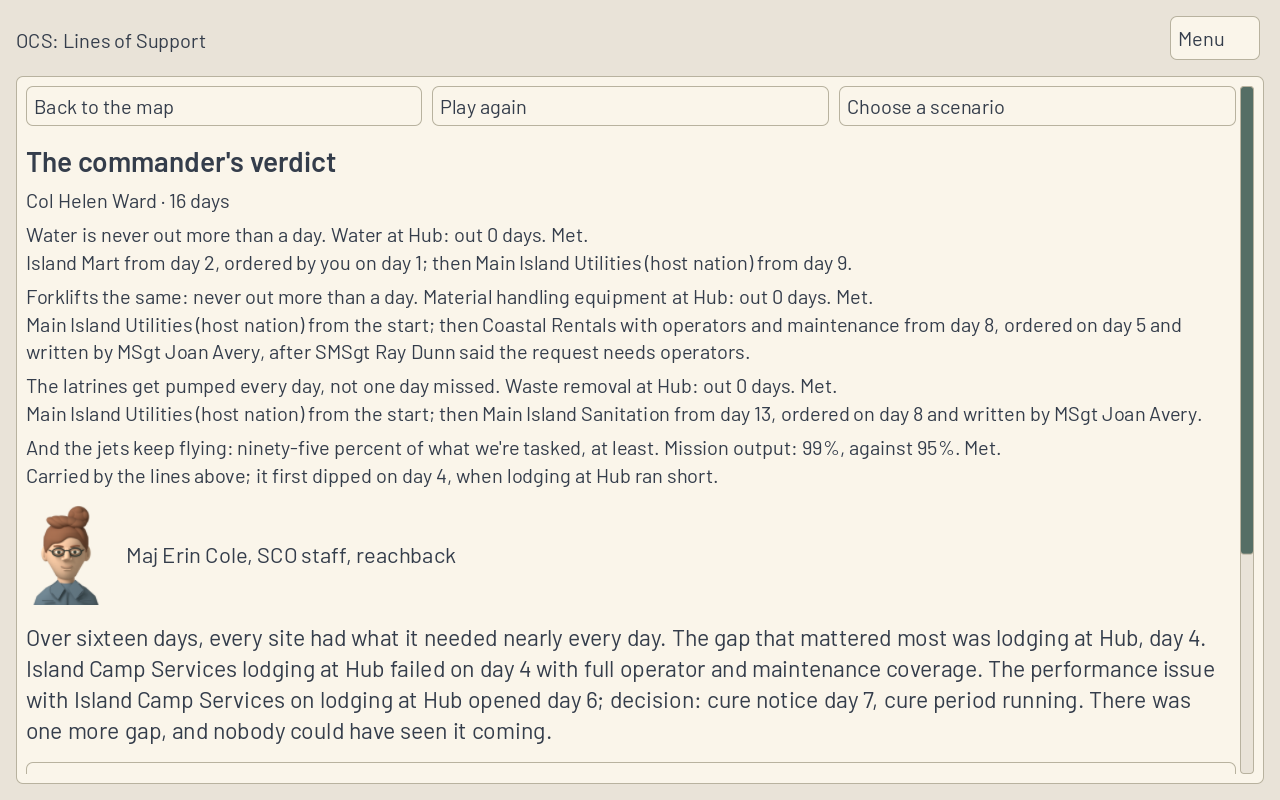 OCS: Lines of Support
Menu
Back to the map
Play again
Choose a scenario
The commander's verdict
Col Helen Ward · 16 days
Water is never out more than a day. Water at Hub: out 0 days. Met.
Island Mart from day 2, ordered by you on day 1; then Main Island Utilities (host nation) from day 9.
Forklifts the same: never out more than a day. Material handling equipment at Hub: out 0 days. Met.
Main Island Utilities (host nation) from the start; then Coastal Rentals with operators and maintenance from day 8, ordered on day 5 and
written by MSgt Joan Avery, after SMSgt Ray Dunn said the request needs operators.
The latrines get pumped every day, not one day missed. Waste removal at Hub: out 0 days. Met.
Main Island Utilities (host nation) from the start; then Main Island Sanitation from day 13, ordered on day 8 and written by MSgt Joan Avery.
And the jets keep flying: ninety-five percent of what we're tasked, at least. Mission output: 99%, against 95%. Met.
Carried by the lines above; it first dipped on day 4, when lodging at Hub ran short.
Maj Erin Cole, SCO staff, reachback
Over sixteen days, every site had what it needed nearly every day. The gap that mattered most was lodging at Hub, day 4.
Island Camp Services lodging at Hub failed on day 4 with full operator and maintenance coverage. The performance issue
with Island Camp Services on lodging at Hub opened day 6; decision: cure notice day 7, cure period running. There was
one more gap, and nobody could have seen it coming.